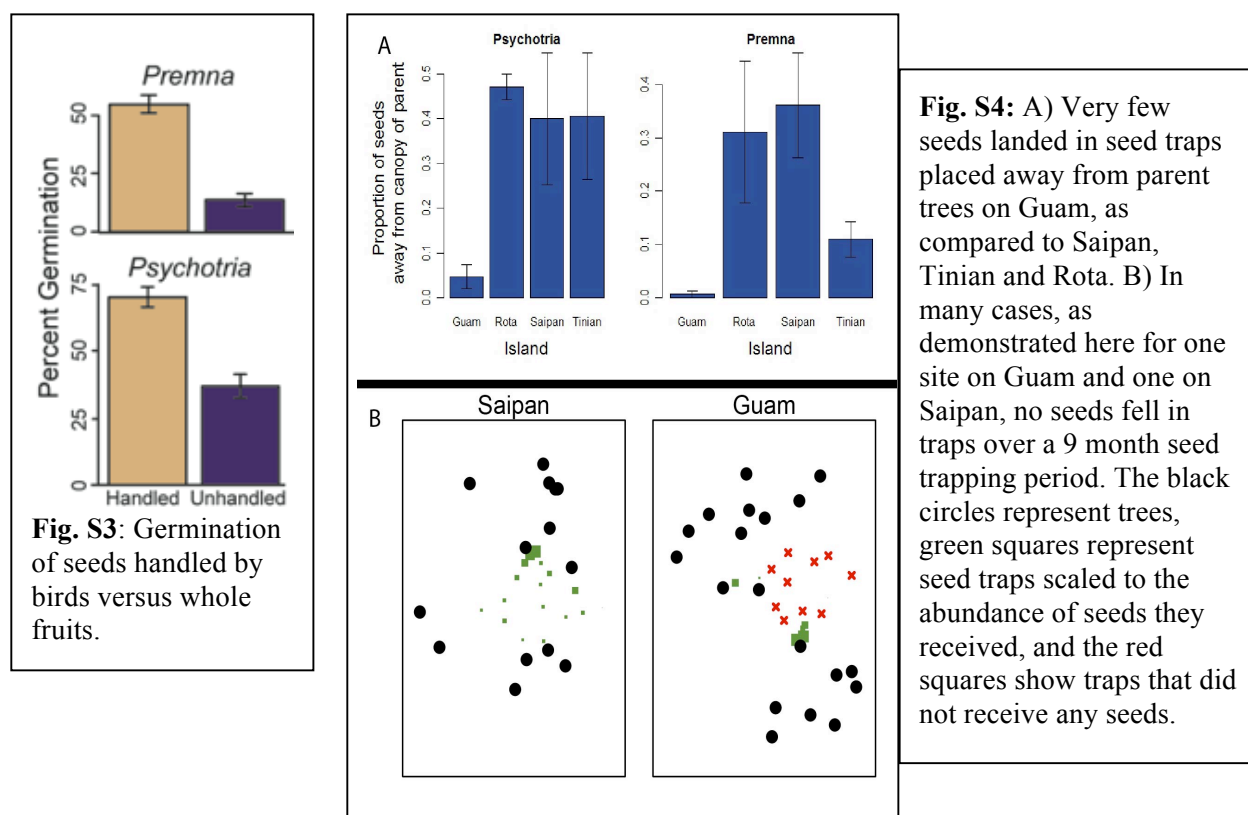 Premna
Percent Germination
50
25
0
Psychotria
75
50
25
0
Handled Unhandled
Fig. S3: Germination
of seeds handled by
birds versus whole
fruits.
A
Psychotria
Proportion of seeds
away from canopy of parent
0.5
0.4
0.3
0.2
0.1
0.0
Guam Rota Saipan Tinian
Island
Premna
0.4
0.3
0.2
0.1
0.0
Guam Rota Saipan Tinian
Island
B
Saipan
Guam
Fig. S4: A) Very few
seeds landed in seed traps
placed away from parent
trees on Guam, as
compared to Saipan,
Tinian and Rota. B) In
many cases, as
demonstrated here for one
site on Guam and one on
Saipan, no seeds fell in
traps over a 9 month seed
trapping period. The black
circles represent trees,
green squares represent
seed traps scaled to the
abundance of seeds they
received, and the red
squares show traps that did
not receive any seeds.